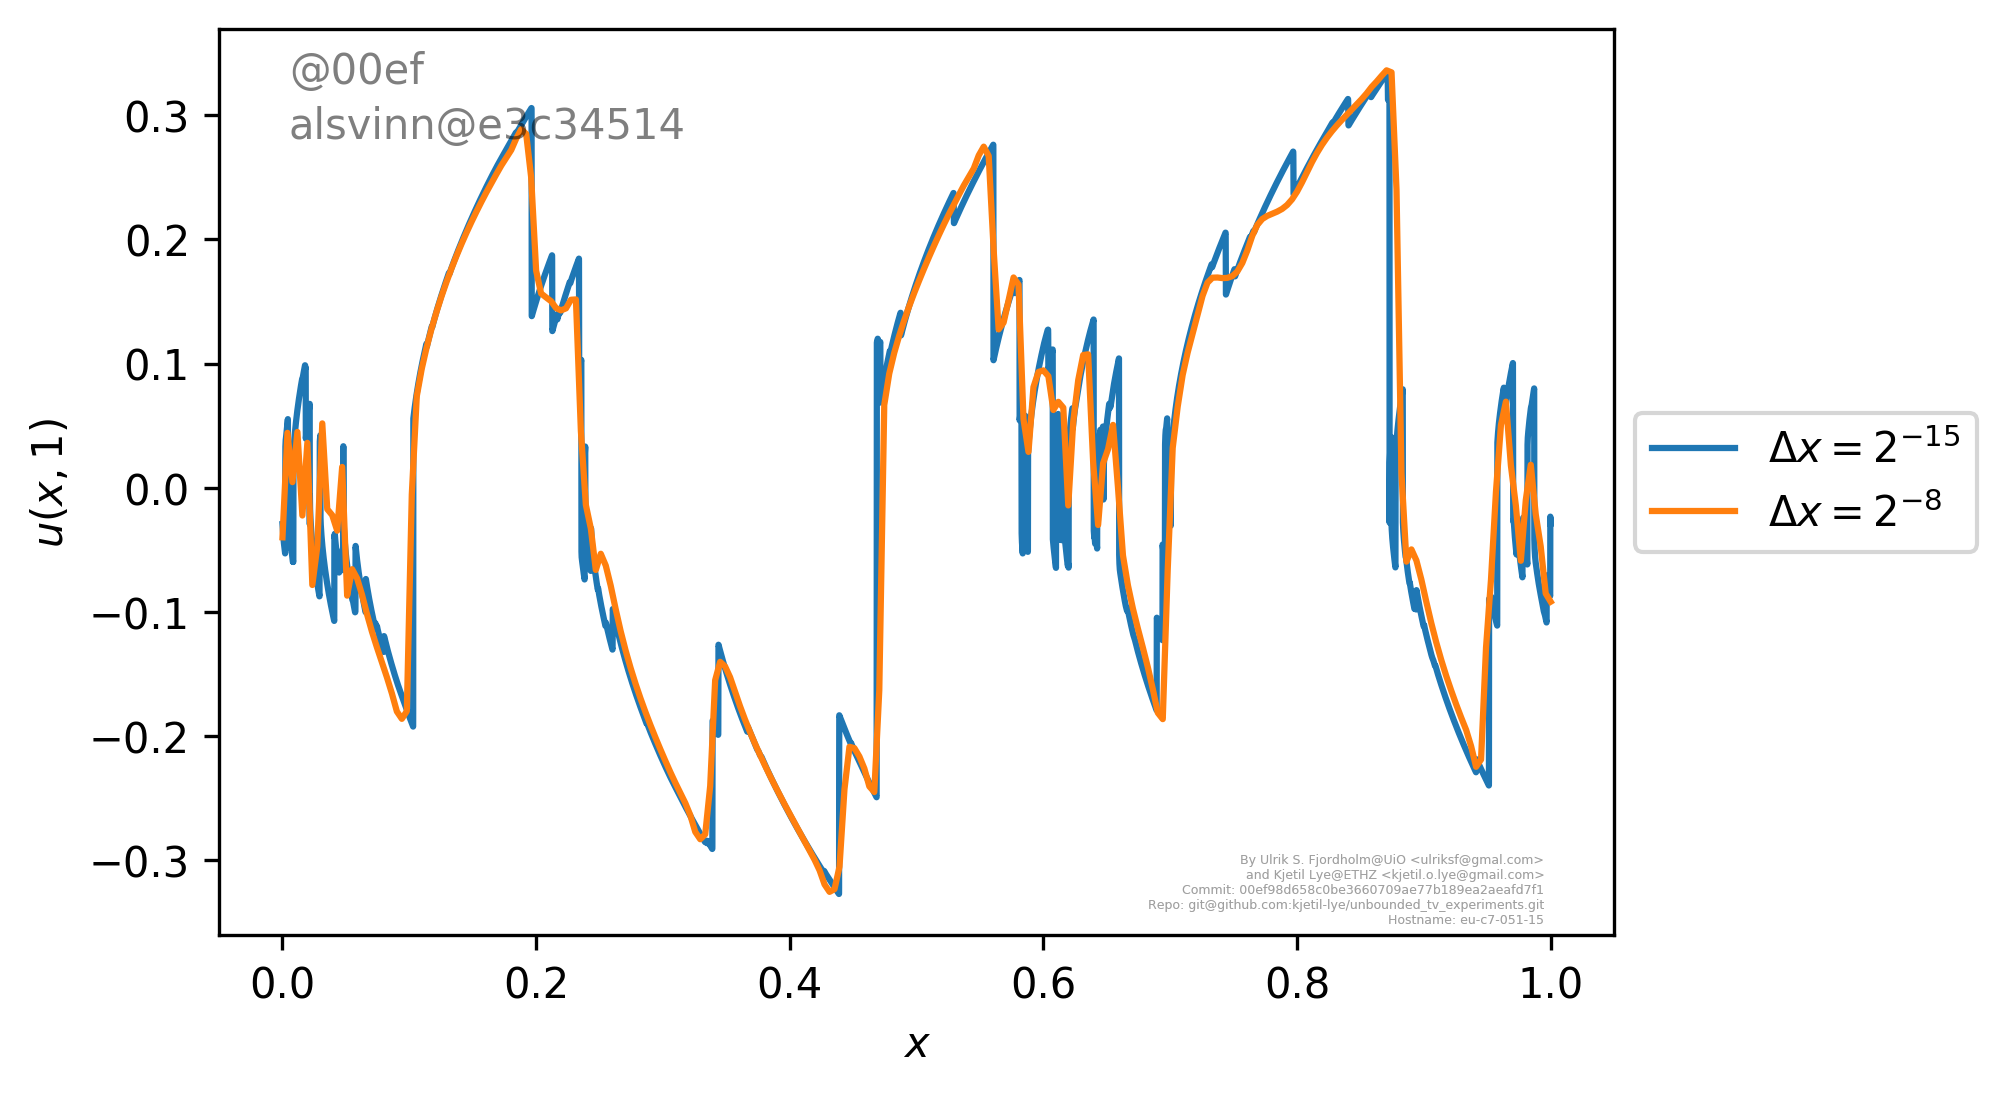 @00ef
alsvinn@e3c34514
0.3
0.2
0.1
0.0
−0.1
−0.2
−0.3
u(x, 1)
0.0 0.2 0.4 0.6 0.8 1.0
x
Δx = 2⁻¹⁵
Δx = 2⁻⁸
By Ulrik S. Fjordholm@UiO <ulriksf@gmal.com>
and Kjetil Lye@ETHZ <kjetil.o.lye@gmail.com>
Commit: 00ef98d658c0be3660709ae77b189ea2aeafd7f1
Repo: git@github.com:kjetil-lye/unbounded_tv_experiments.git
Hostname: eu-c7-051-15